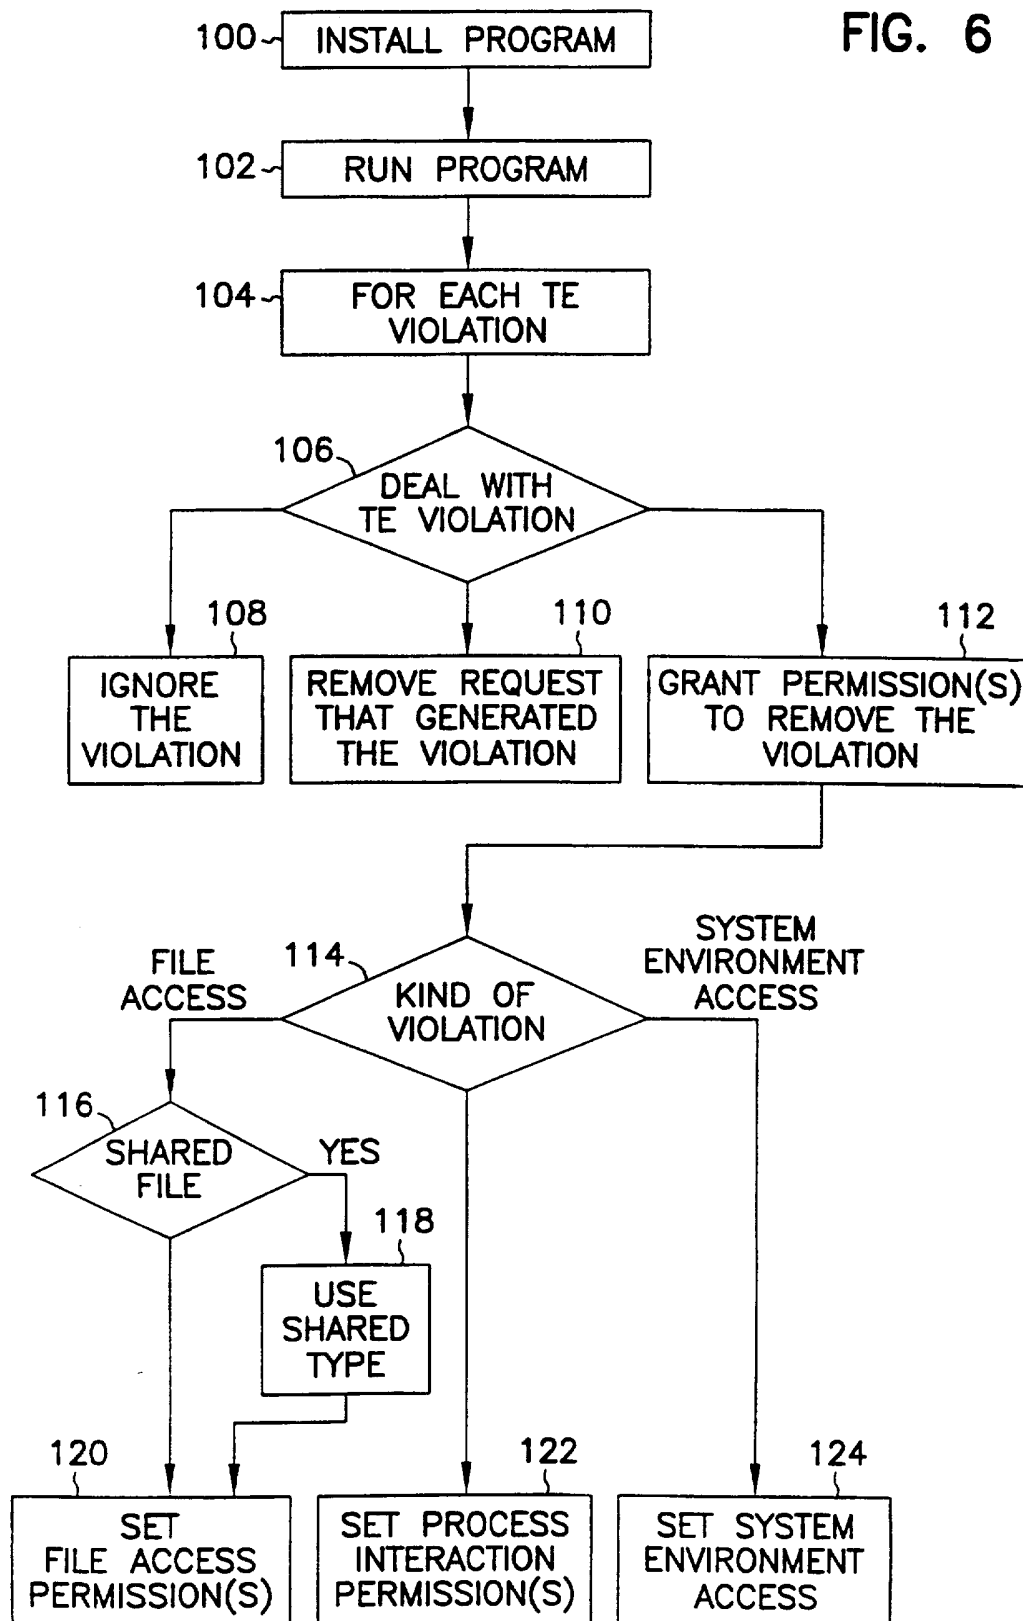 FIG. 6
100
INSTALL PROGRAM
102
RUN PROGRAM
104
FOR EACH TE
VIOLATION
106
DEAL WITH
TE VIOLATION
108
IGNORE
THE
VIOLATION
110
REMOVE REQUEST
THAT GENERATED
THE VIOLATION
112
GRANT PERMISSION(S)
TO REMOVE THE
VIOLATION
114
KIND OF
VIOLATION
FILE
ACCESS
SYSTEM
ENVIRONMENT
ACCESS
116
SHARED
FILE
YES
118
USE
SHARED
TYPE
120
SET
FILE ACCESS
PERMISSION(S)
122
SET PROCESS
INTERACTION
PERMISSION(S)
124
SET SYSTEM
ENVIRONMENT
ACCESS